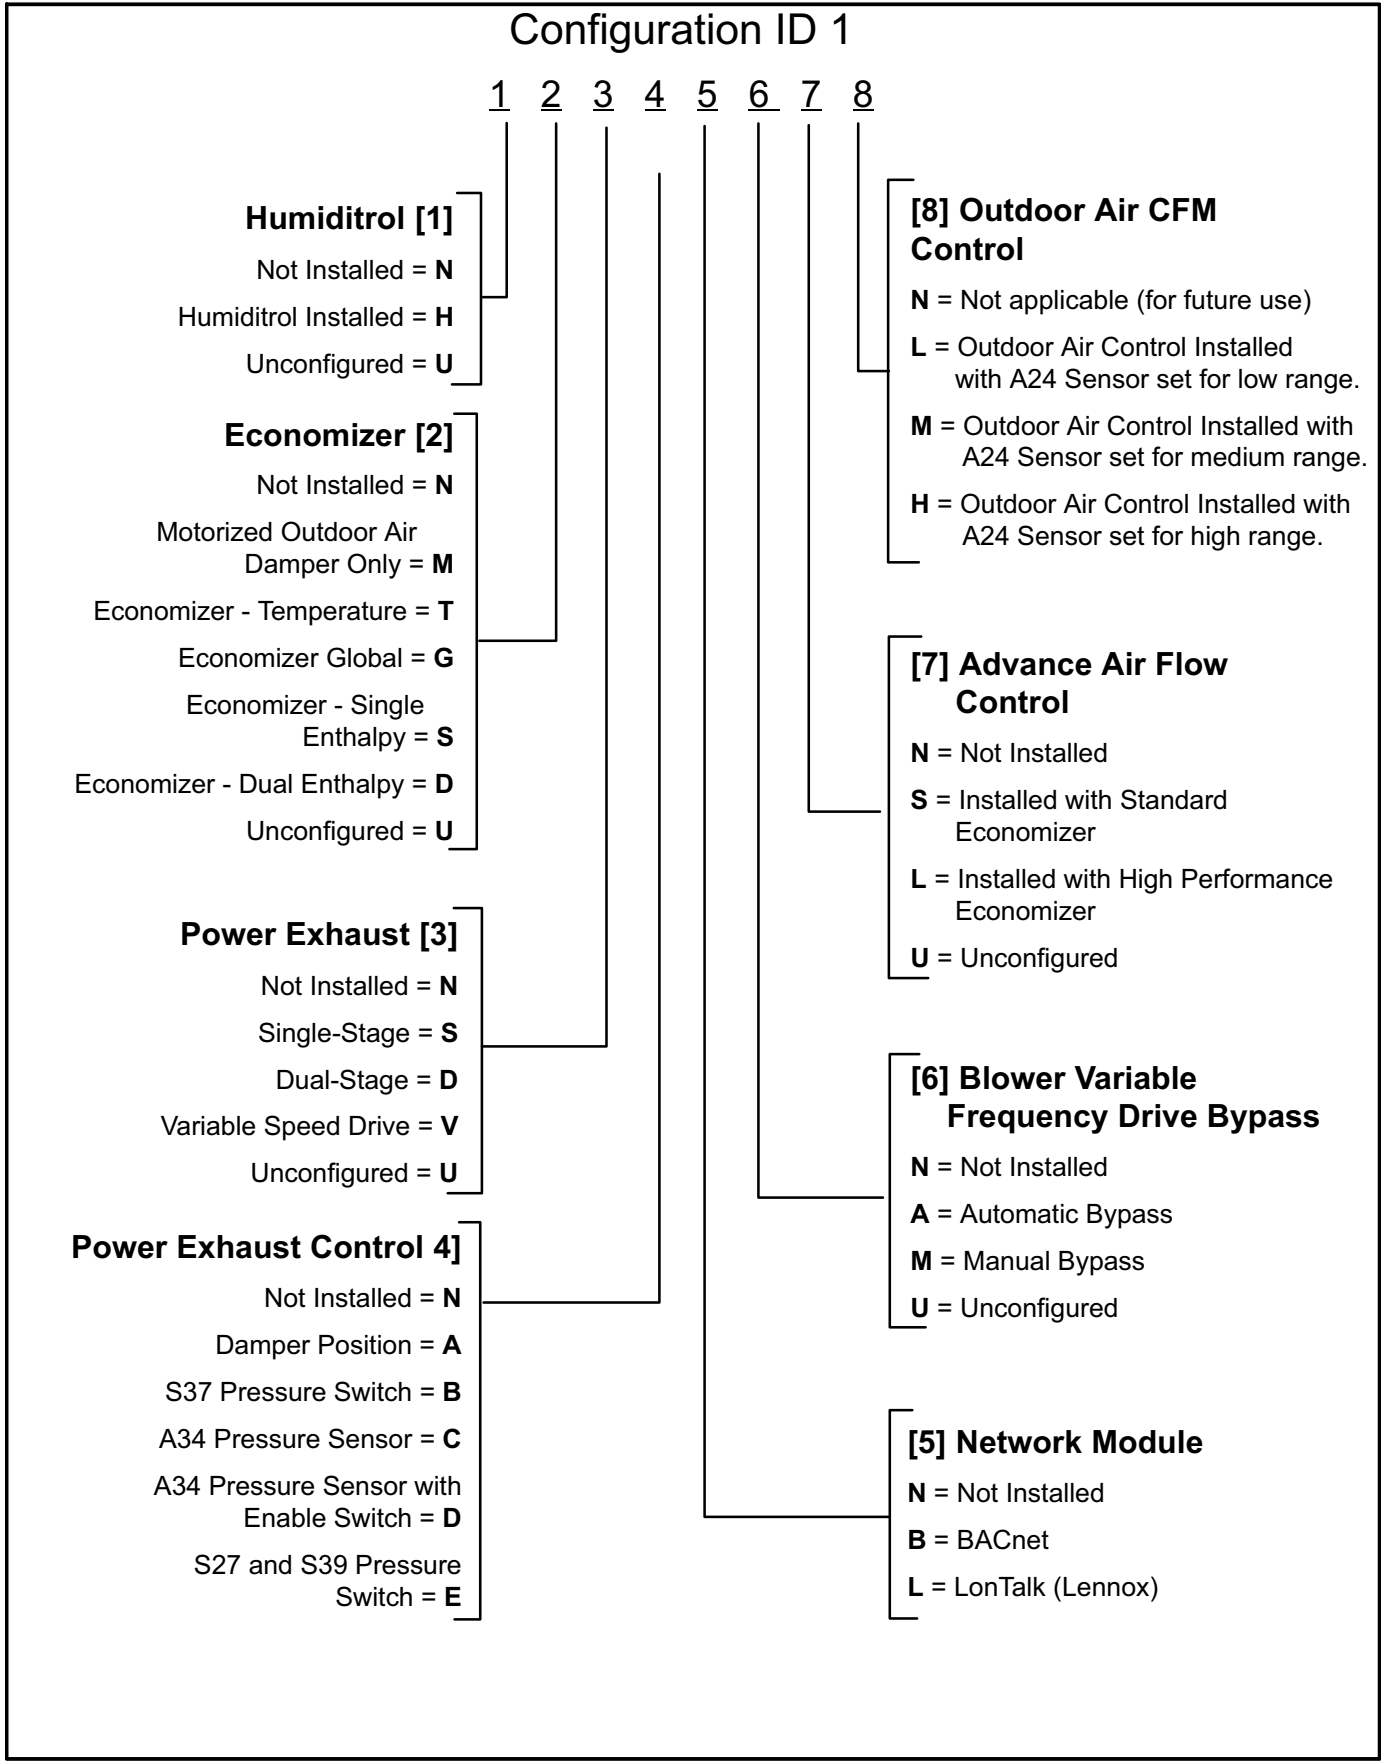 Configuration ID 1
1 2 3 4 5 6 7 8
Humiditrol [1]
Not Installed = N
Humiditrol Installed = H
Unconfigured = U
Economizer [2]
Not Installed = N
Motorized Outdoor Air
Damper Only = M
Economizer - Temperature = T
Economizer Global = G
Economizer - Single
Enthalpy = S
Economizer - Dual Enthalpy = D
Unconfigured = U
Power Exhaust [3]
Not Installed = N
Single-Stage = S
Dual-Stage = D
Variable Speed Drive = V
Unconfigured = U
Power Exhaust Control 4]
Not Installed = N
Damper Position = A
S37 Pressure Switch = B
A34 Pressure Sensor = C
A34 Pressure Sensor with
Enable Switch = D
S27 and S39 Pressure
Switch = E
[8] Outdoor Air CFM
Control
N = Not applicable (for future use)
L = Outdoor Air Control Installed
with A24 Sensor set for low range.
M = Outdoor Air Control Installed with
A24 Sensor set for medium range.
H = Outdoor Air Control Installed with
A24 Sensor set for high range.
[7] Advance Air Flow
Control
N = Not Installed
S = Installed with Standard
Economizer
L = Installed with High Performance
Economizer
U = Unconfigured
[6] Blower Variable
Frequency Drive Bypass
N = Not Installed
A = Automatic Bypass
M = Manual Bypass
U = Unconfigured
[5] Network Module
N = Not Installed
B = BACnet
L = LonTalk (Lennox)